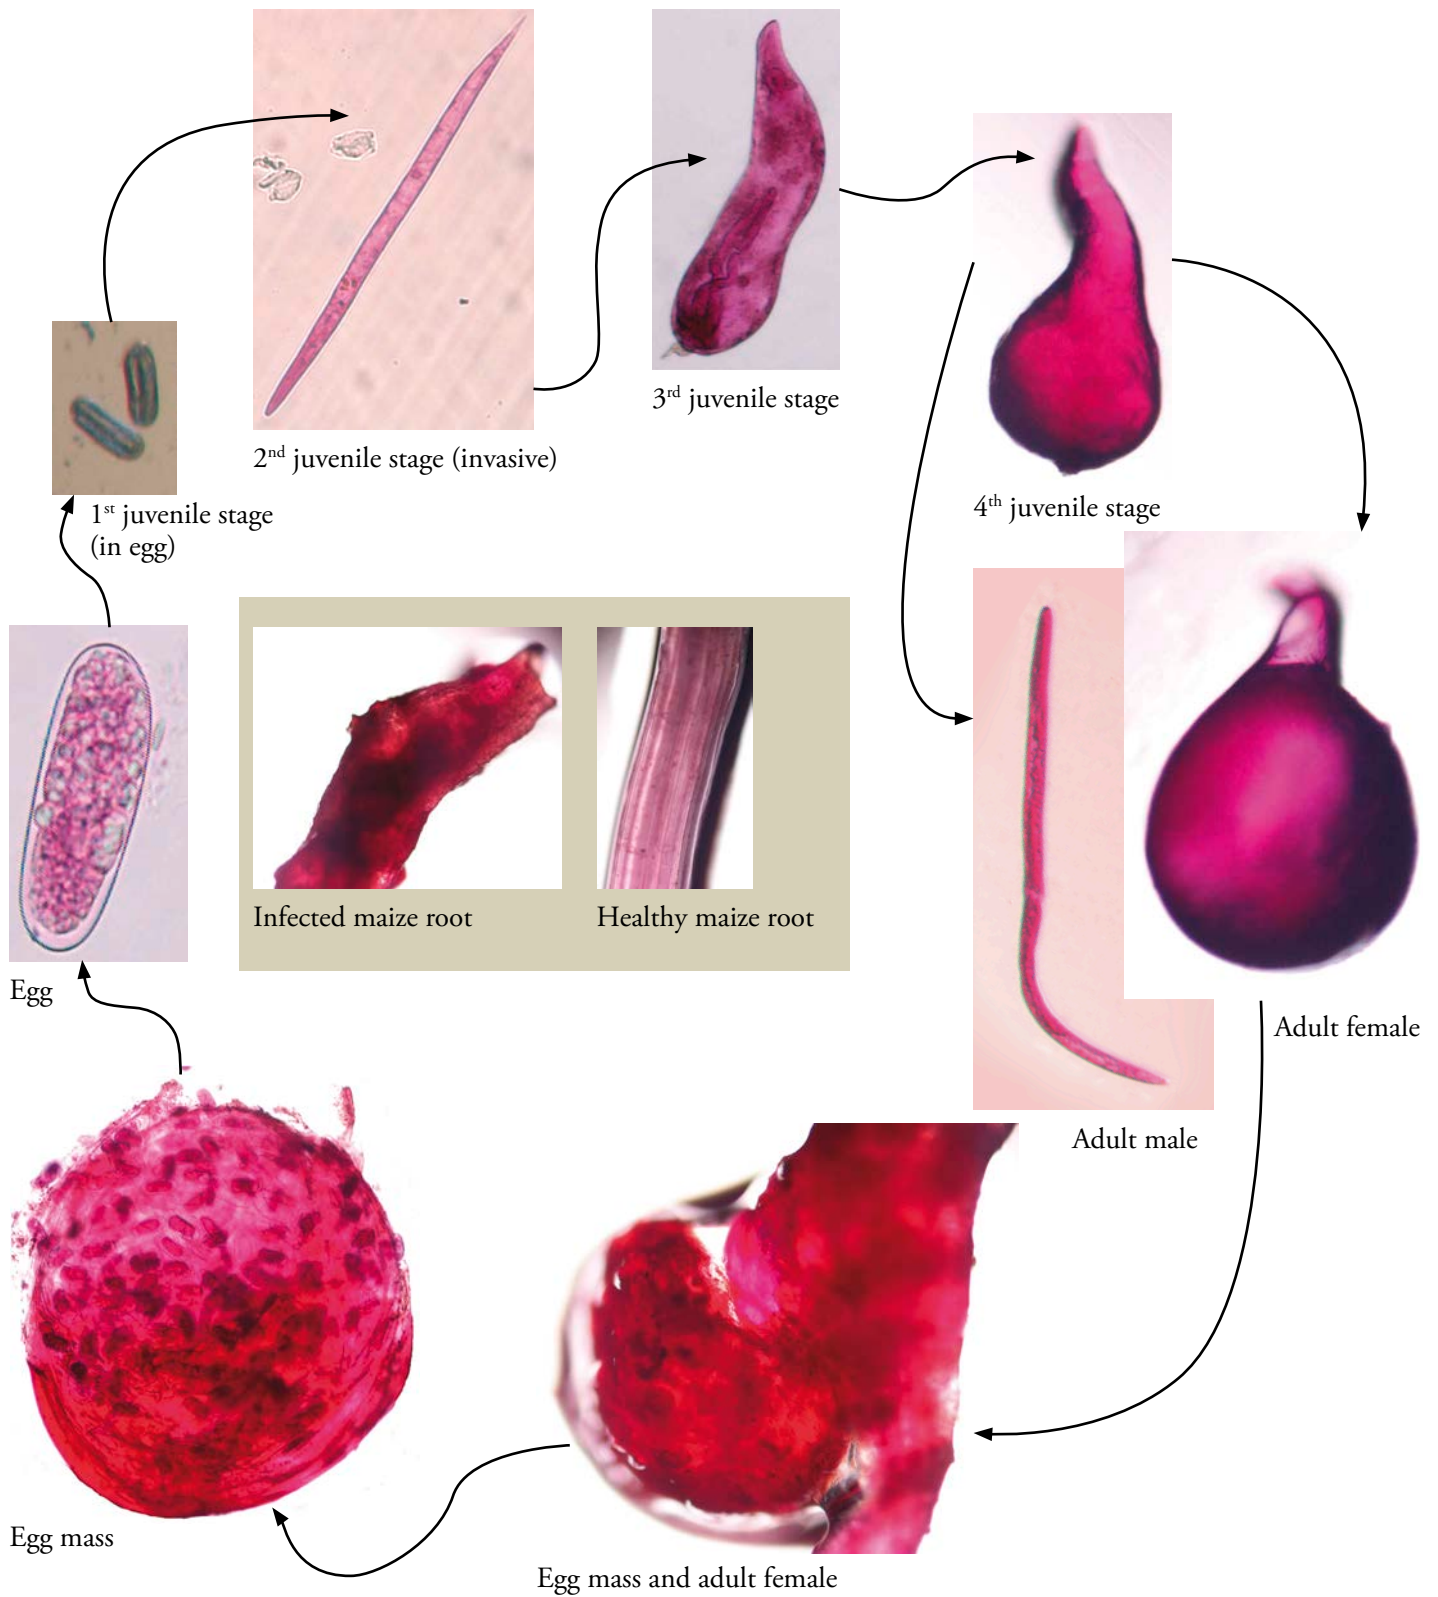 2nd juvenile stage (invasive)
3rd juvenile stage
4th juvenile stage
1st juvenile stage
(in egg)
Infected maize root
Healthy maize root
Egg
Adult female
Adult male
Egg mass
Egg mass and adult female